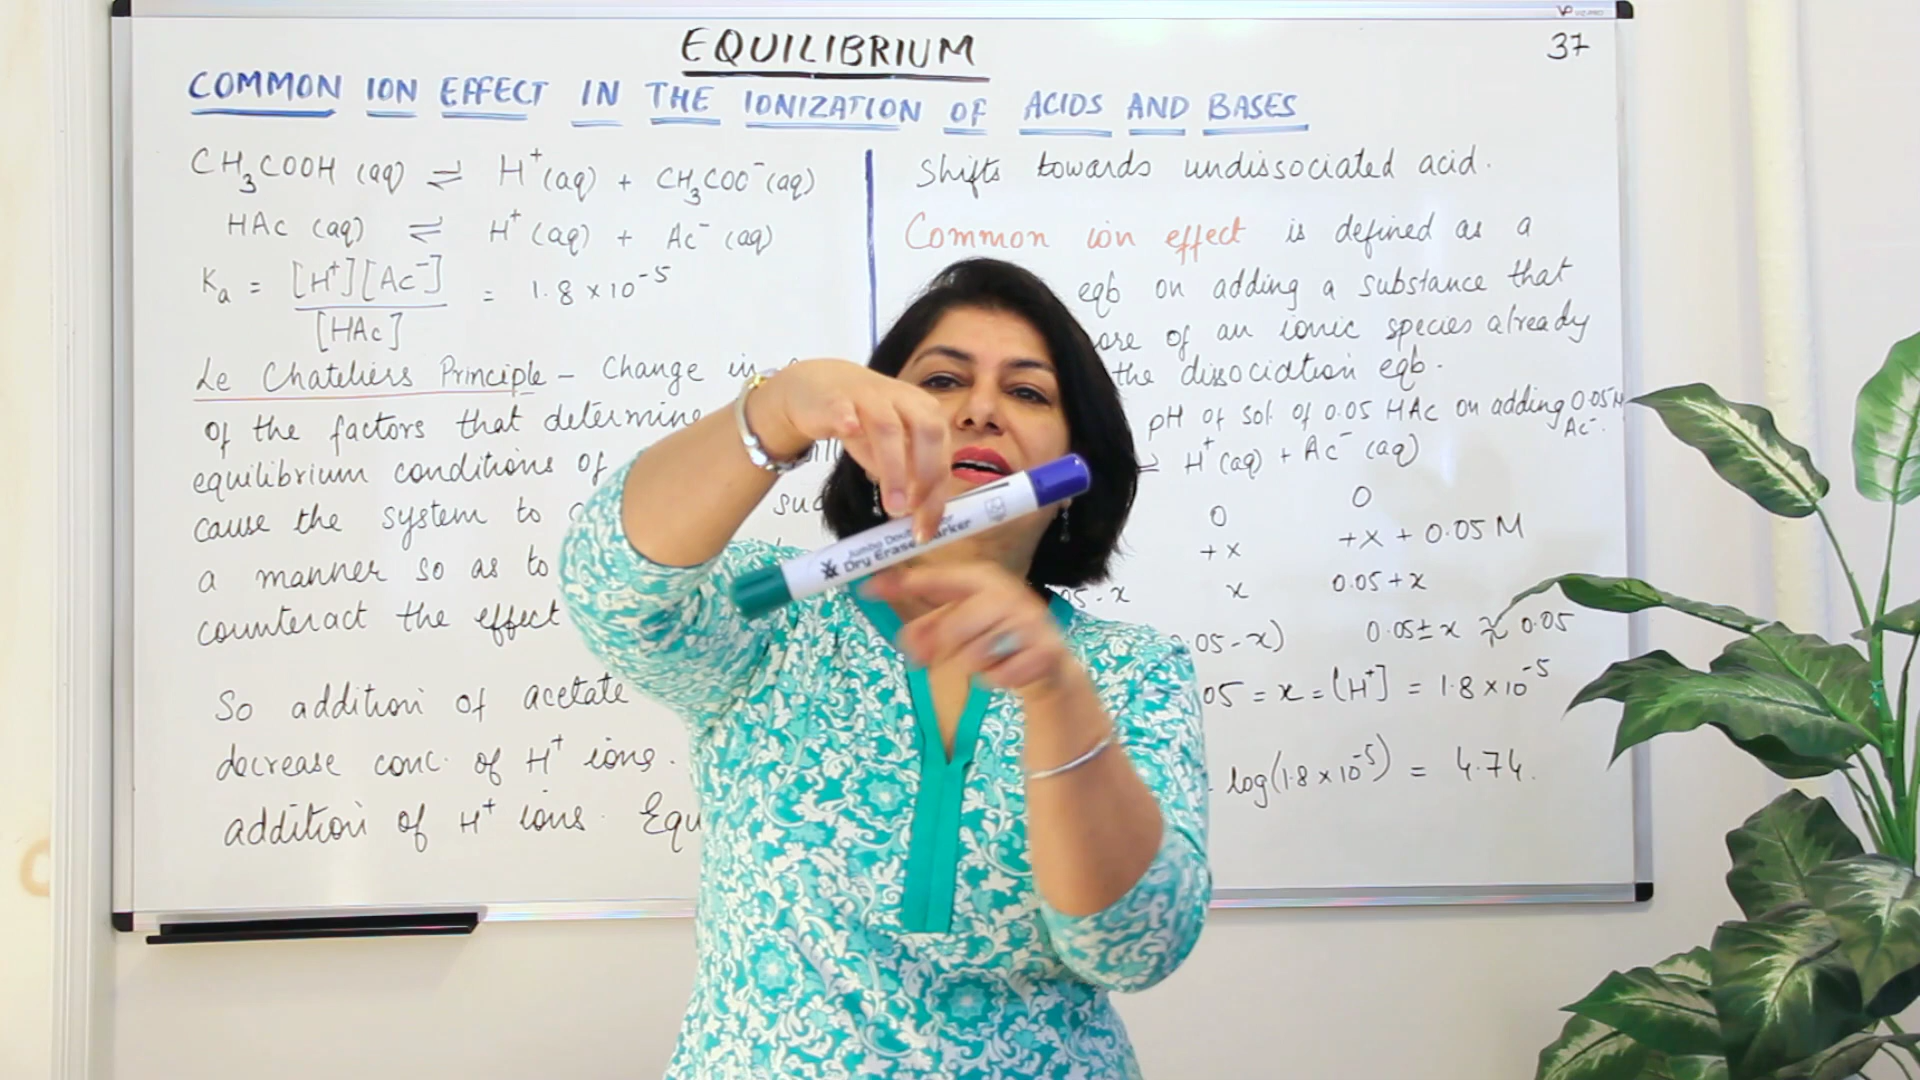 EQUILIBRIUM
37
COMMON ION EFFECT IN THE IONIZATION OF ACIDS AND BASES
CH₃COOH (aq) ⇌ H⁺(aq) + CH₃COO⁻(aq)
HAc (aq) ⇌ H⁺(aq) + Ac⁻(aq)
Ka = [H⁺][Ac⁻] / [HAc] = 1.8 × 10⁻⁵
Le Chateliers Principle - Change in
of the factors that determine
equilibrium conditions of
cause the system to
a manner so as to
counteract the effect
So addition of acetate
decrease conc. of H⁺ ions.
addition of H⁺ ions. Equ
Shifts towards undissociated acid.
Common ion effect is defined as a
eqb on adding a substance that
of an ionic species already
the dissociation eqb.
pH of sol. of 0.05 HAc on adding 0.05M
Ac⁻.
⇌ H⁺(aq) + Ac⁻(aq)
0 0
+x +x + 0.05 M
05-x x 0.05+x
05-x) 0.05±x ≈ 0.05
05 = x = [H⁺] = 1.8 × 10⁻⁵
log(1.8 × 10⁻⁵) = 4.74.
Dry Erase Marker